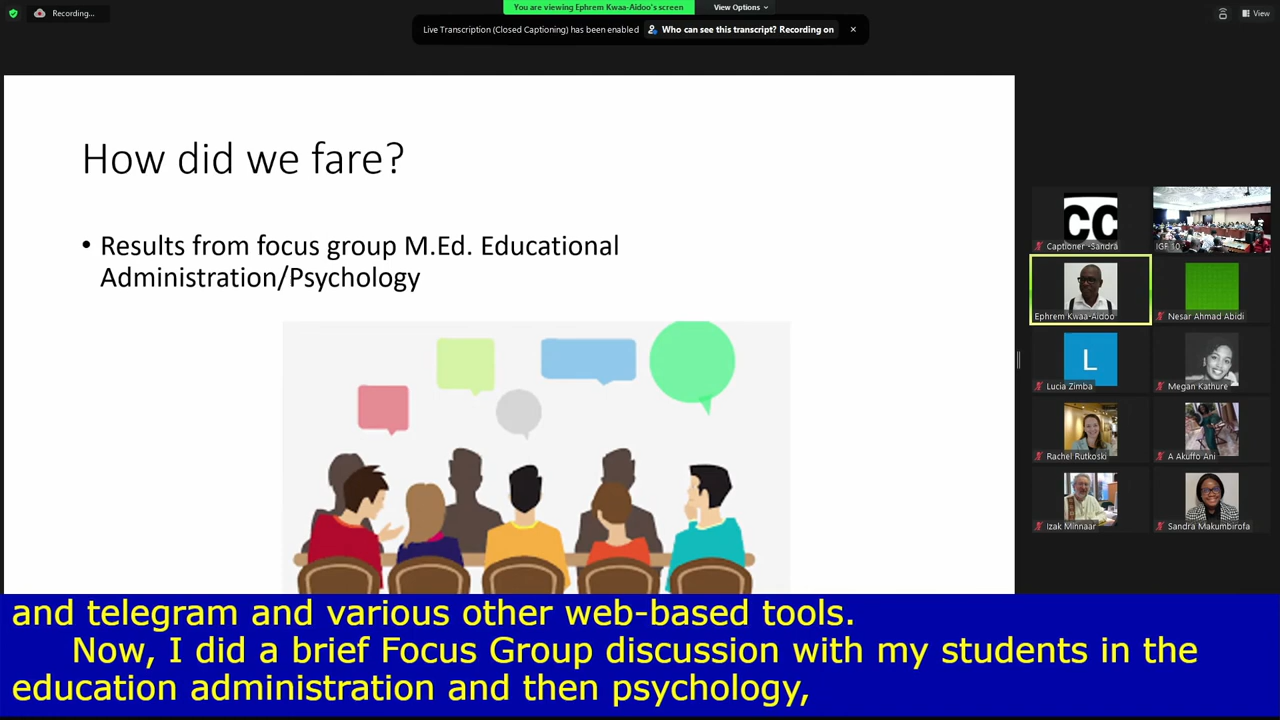 Recording...
You are viewing Ephrem Kwaa-Aidoo's screen
View Options
View
Live Transcription (Closed Captioning) has been enabled
Who can see this transcript? Recording on
How did we fare?
• Results from focus group M.Ed. Educational
Administration/Psychology
CC
Captioner -Sandra
IGF 10
Ephrem Kwaa-Aidoo
Nesar Ahmad Abidi
L
Lucia Zimba
Megan Kathure
Rachel Rutkoski
A Akuffo Ani
Izak Minnaar
Sandra Makumbirofa
and telegram and various other web-based tools.
Now, I did a brief Focus Group discussion with my students in the
education administration and then psychology,